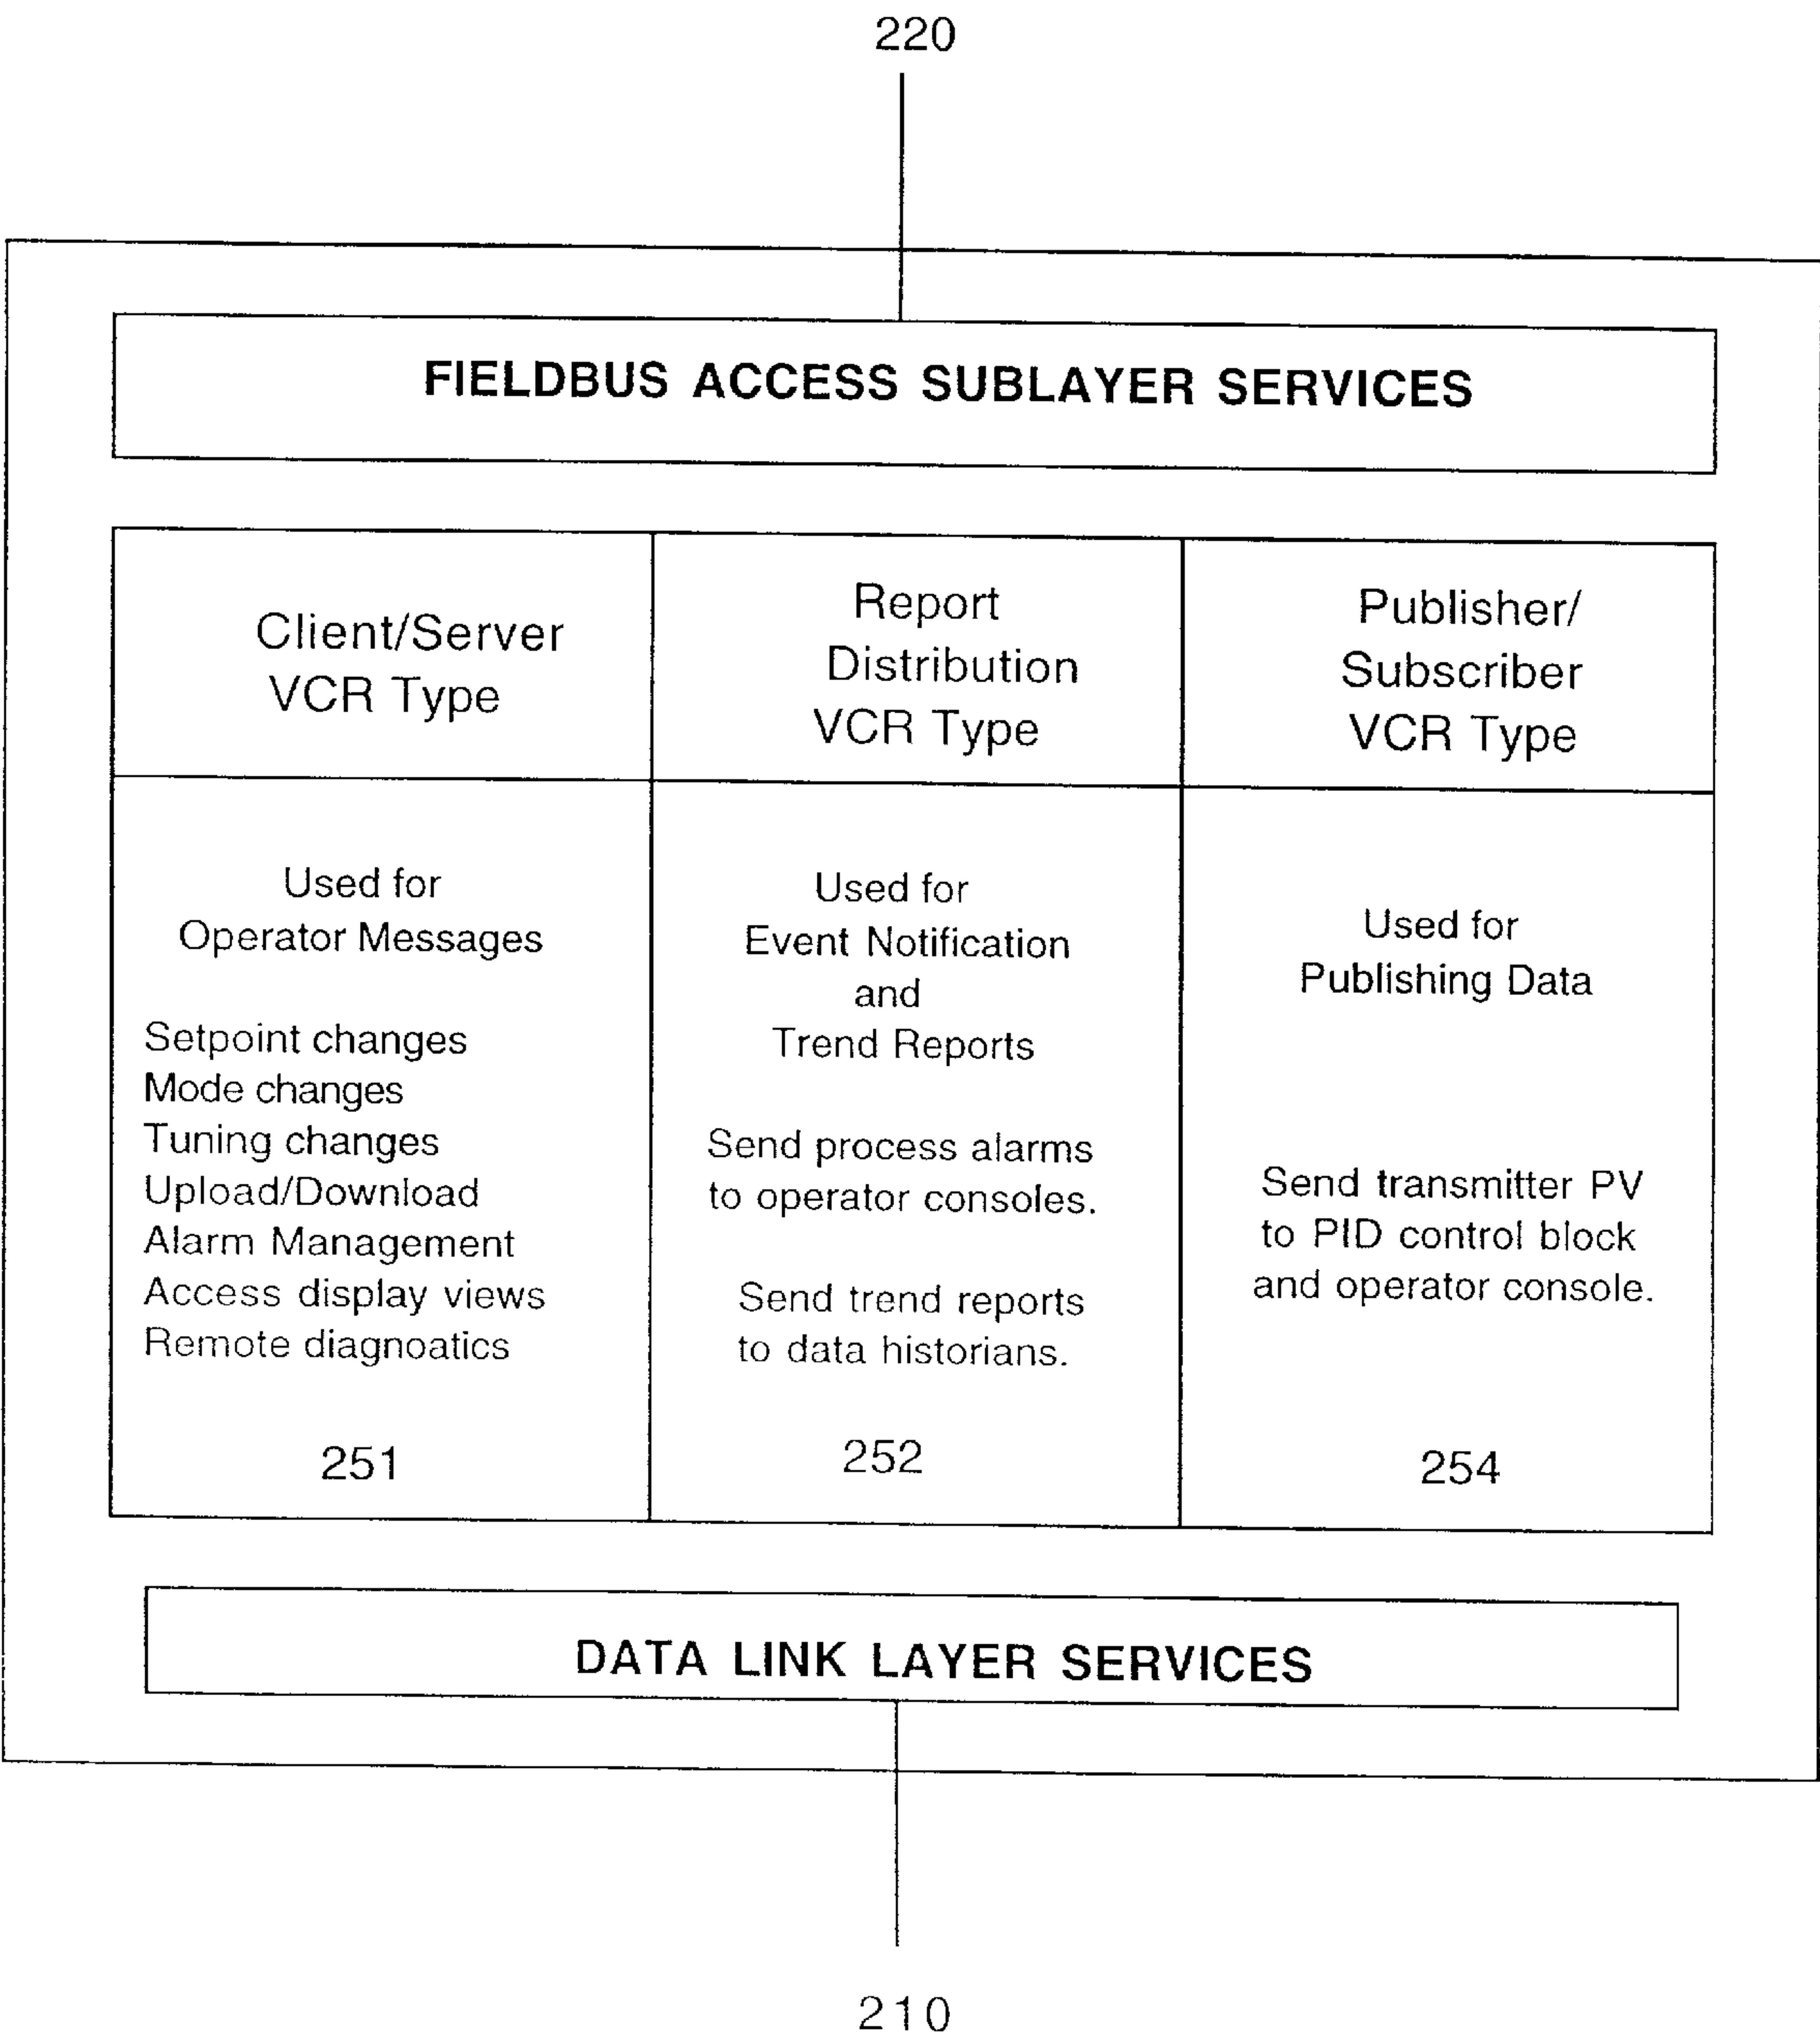 220
FIELDBUS ACCESS SUBLAYER SERVICES
Client/Server
VCR Type
Report
Distribution
VCR Type
Publisher/
Subscriber
VCR Type
Used for
Operator Messages
Setpoint changes
Mode changes
Tuning changes
Upload/Download
Alarm Management
Access display views
Remote diagnoatics
251
Used for
Event Notification
and
Trend Reports
Send process alarms
to operator consoles.
Send trend reports
to data historians.
252
Used for
Publishing Data
Send transmitter PV
to PID control block
and operator console.
254
DATA LINK LAYER SERVICES
210